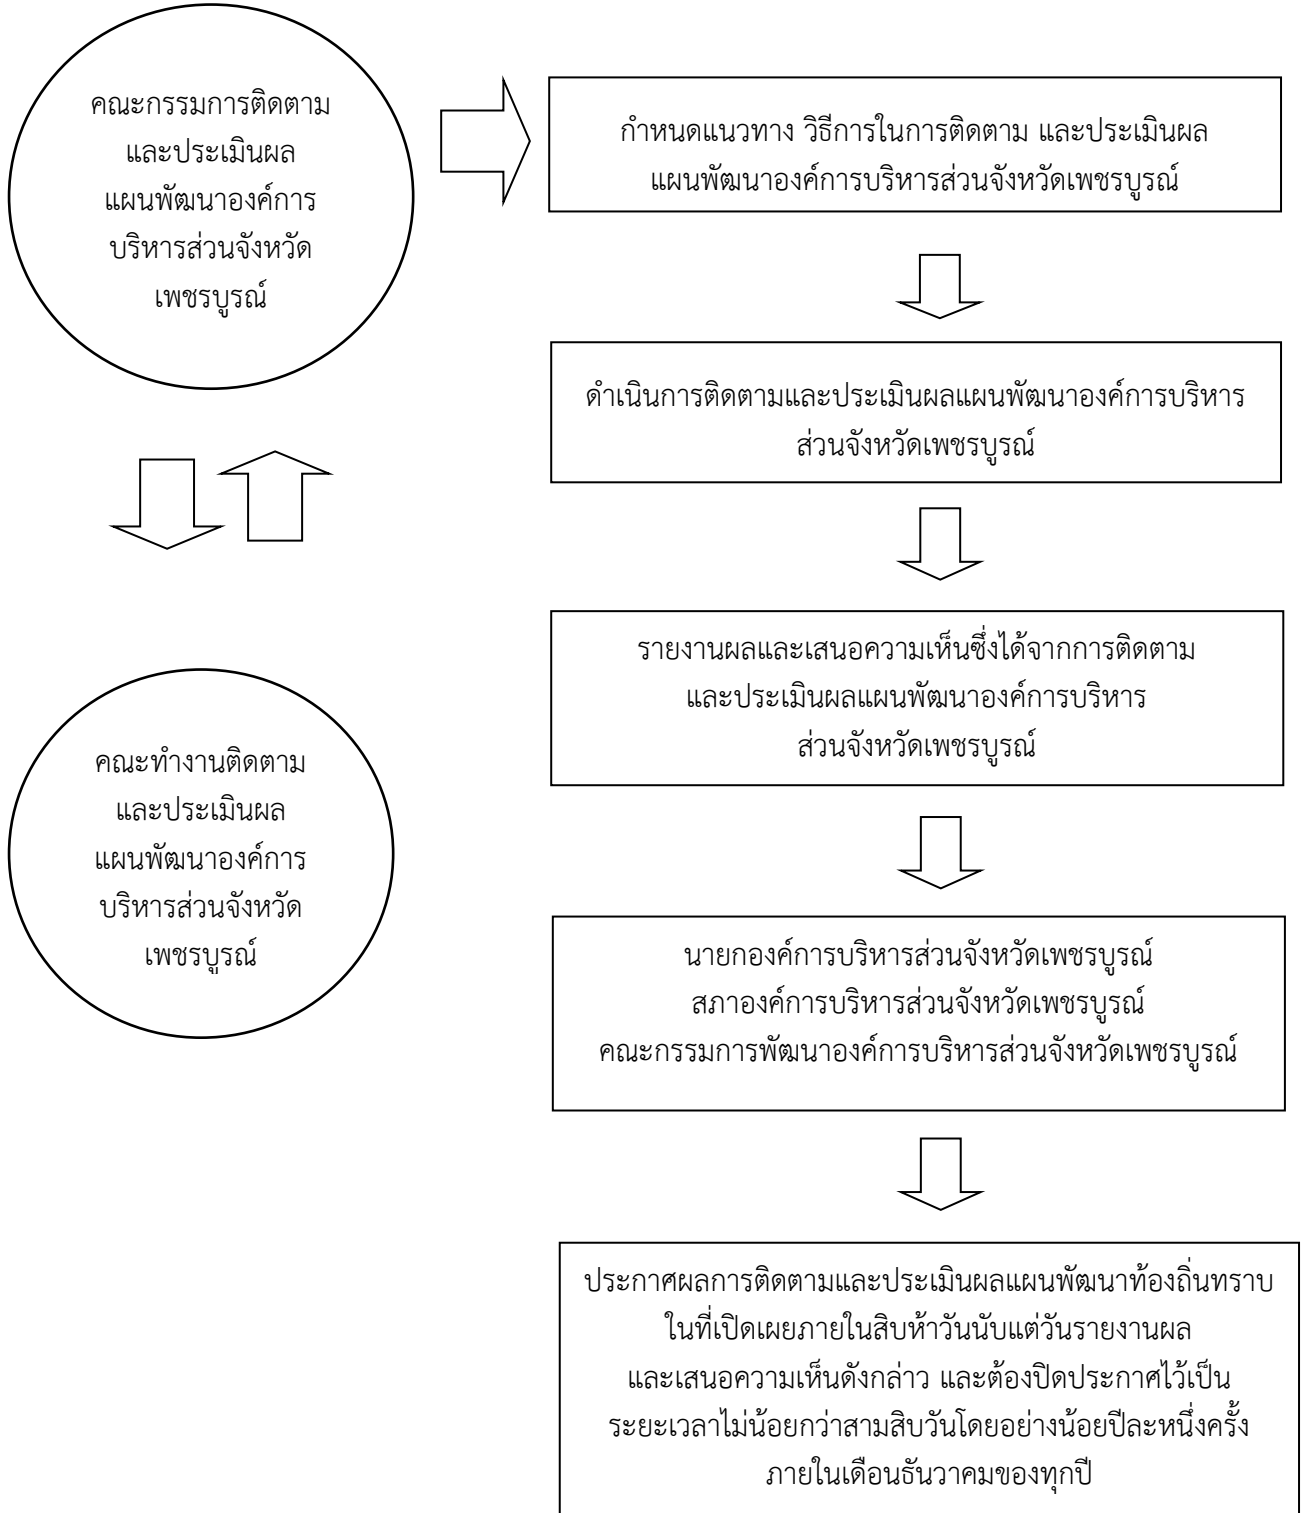 คณะกรรมการติดตาม
และประเมินผล
แผนพัฒนาองค์การ
บริหารส่วนจังหวัด
เพชรบูรณ์
กำหนดแนวทาง วิธีการในการติดตาม และประเมินผล
แผนพัฒนาองค์การบริหารส่วนจังหวัดเพชรบูรณ์
ดำเนินการติดตามและประเมินผลแผนพัฒนาองค์การบริหาร
ส่วนจังหวัดเพชรบูรณ์
รายงานผลและเสนอความเห็นซึ่งได้จากการติดตาม
และประเมินผลแผนพัฒนาองค์การบริหาร
ส่วนจังหวัดเพชรบูรณ์
คณะทำงานติดตาม
และประเมินผล
แผนพัฒนาองค์การ
บริหารส่วนจังหวัด
เพชรบูรณ์
นายกองค์การบริหารส่วนจังหวัดเพชรบูรณ์
สภาองค์การบริหารส่วนจังหวัดเพชรบูรณ์
คณะกรรมการพัฒนาองค์การบริหารส่วนจังหวัดเพชรบูรณ์
ประกาศผลการติดตามและประเมินผลแผนพัฒนาท้องถิ่นทราบ
ในที่เปิดเผยภายในสิบห้าวันนับแต่วันรายงานผล
และเสนอความเห็นดังกล่าว และต้องปิดประกาศไว้เป็น
ระยะเวลาไม่น้อยกว่าสามสิบวันโดยอย่างน้อยปีละหนึ่งครั้ง
ภายในเดือนธันวาคมของทุกปี